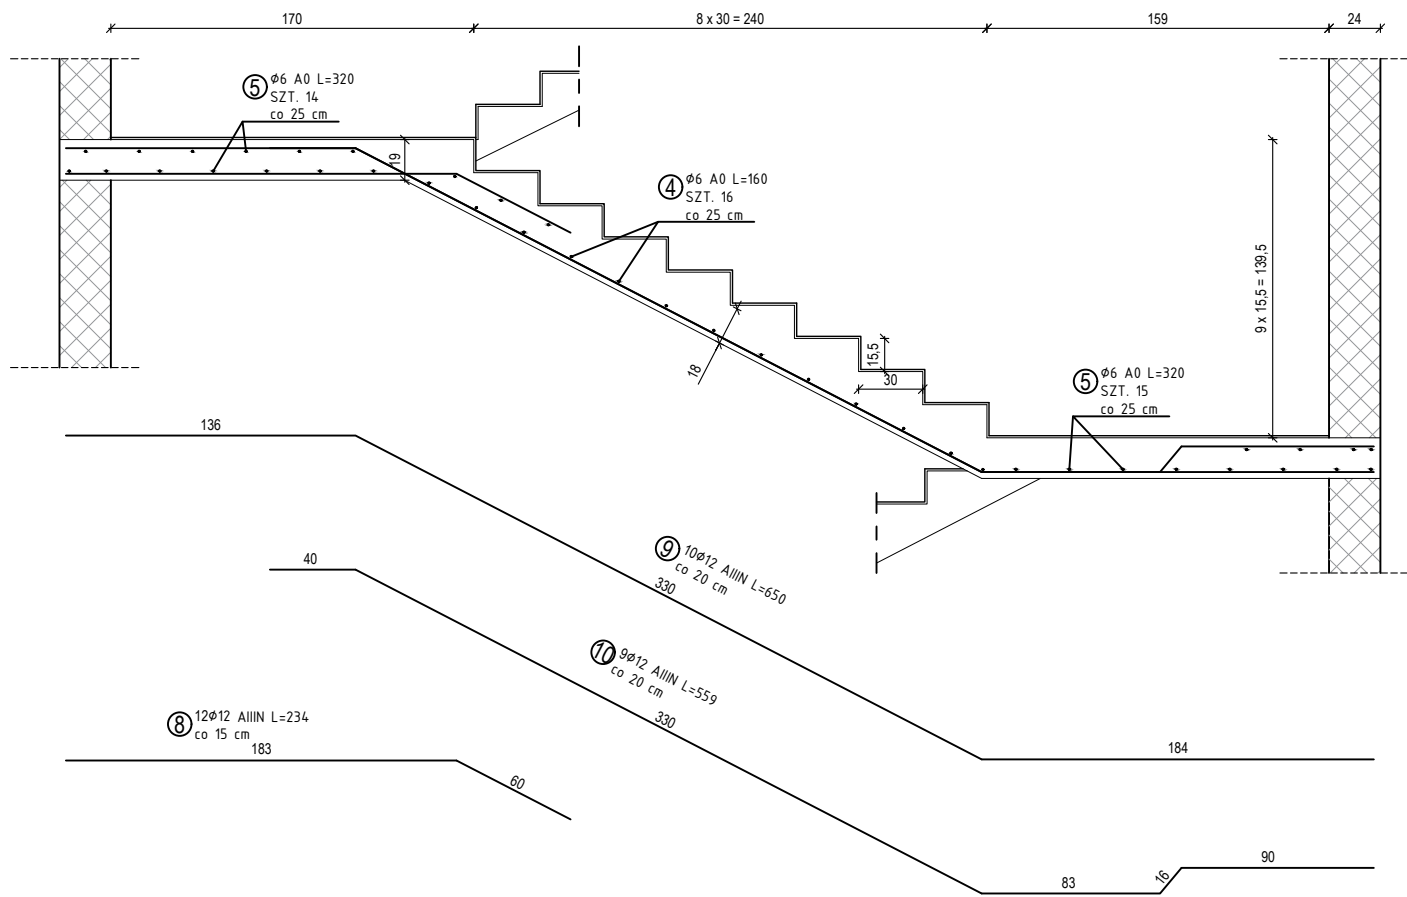 170
8 x 30 = 240
159
24
5
ø6 A0 L=320
SZT. 14
co 25 cm
19
4
ø6 A0 L=160
SZT. 16
co 25 cm
9 x 15,5 = 139,5
18
15,5
30
5
ø6 A0 L=320
SZT. 15
co 25 cm
136
9
10ø12 AIIIN L=650
co 20 cm
330
184
40
10
9ø12 AIIIN L=559
co 20 cm
330
83
16
90
8
12ø12 AIIIN L=234
co 15 cm
183
60